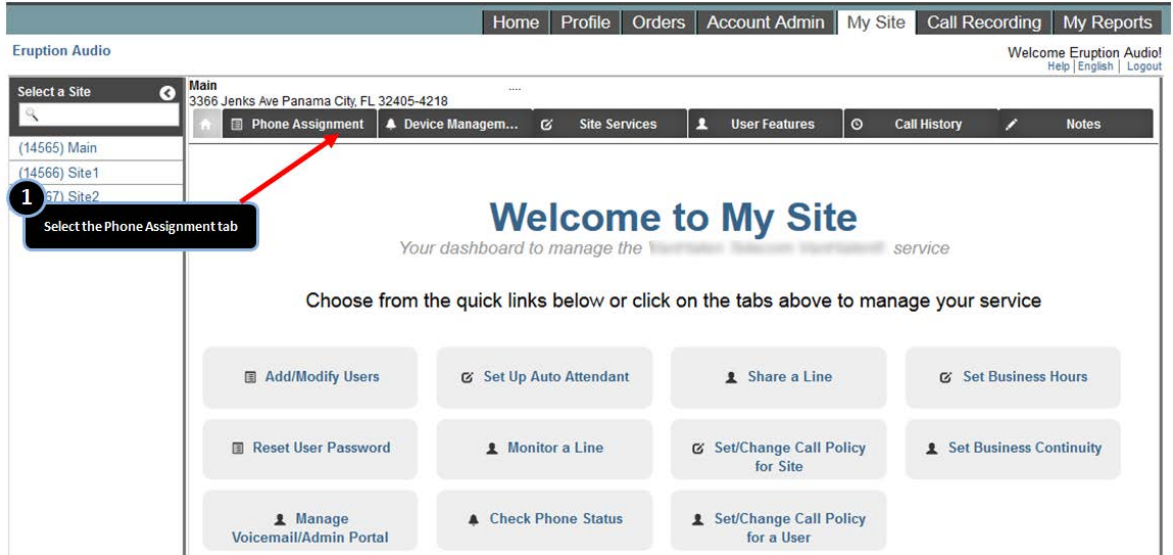 Home Profile Orders Account Admin My Site Call Recording My Reports
Eruption Audio
Welcome Eruption Audio!
Help | English | Logout
Select a Site
Main ....
3366 Jenks Ave Panama City, FL 32405-4218
Phone Assignment Device Managem... Site Services User Features Call History Notes
(14565) Main
(14566) Site1
67) Site2
1
Select the Phone Assignment tab
Welcome to My Site
Your dashboard to manage the service
Choose from the quick links below or click on the tabs above to manage your service
Add/Modify Users
Set Up Auto Attendant
Share a Line
Set Business Hours
Reset User Password
Monitor a Line
Set/Change Call Policy
for Site
Set Business Continuity
Manage
Voicemail/Admin Portal
Check Phone Status
Set/Change Call Policy
for a User